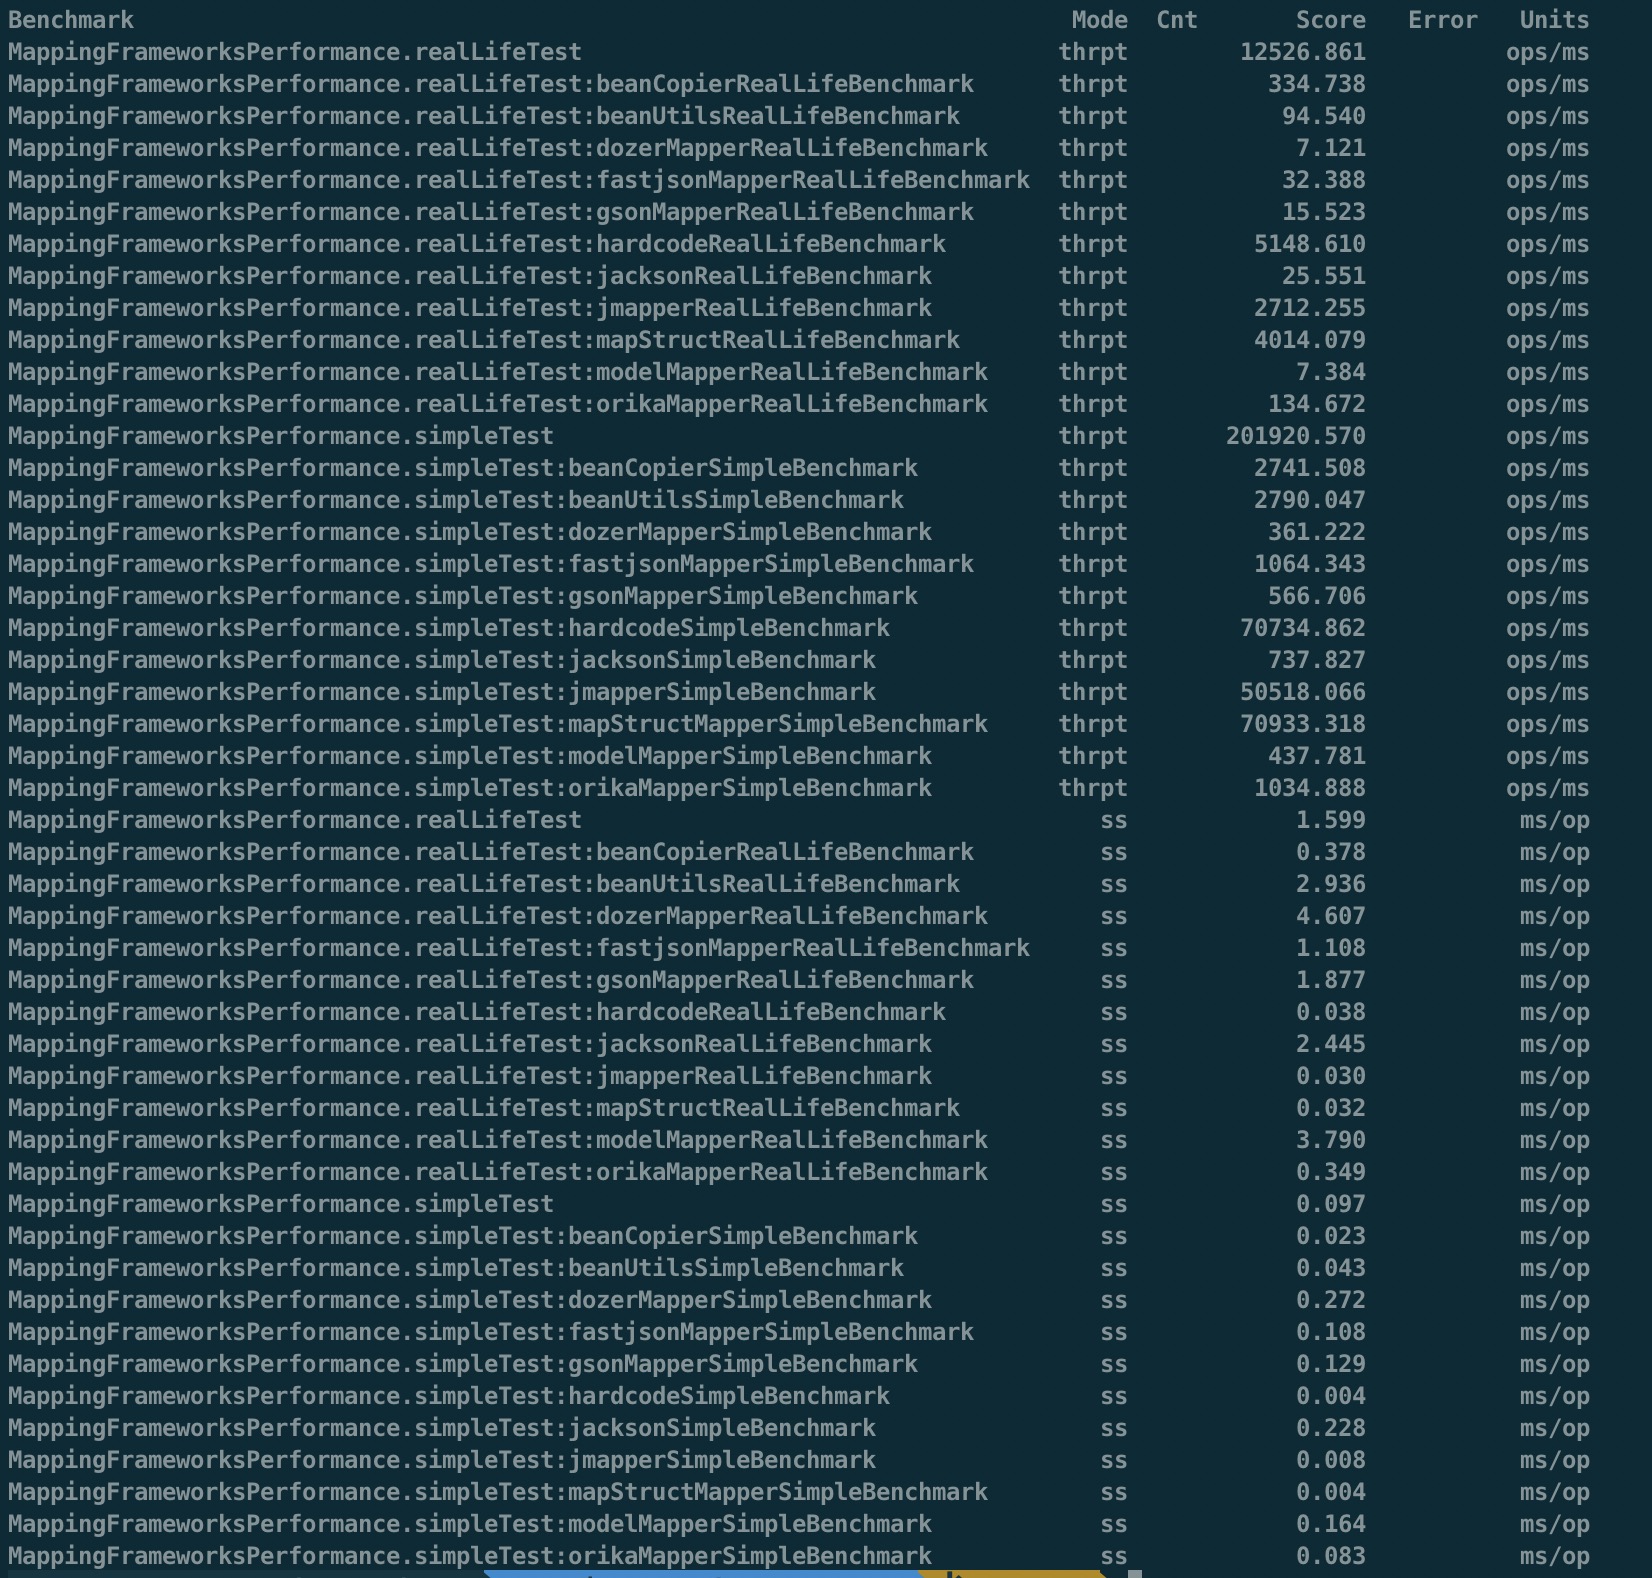 Benchmark Mode Cnt Score Error Units
MappingFrameworksPerformance.realLifeTest thrpt 12526.861 ops/ms
MappingFrameworksPerformance.realLifeTest:beanCopierRealLifeBenchmark thrpt 334.738 ops/ms
MappingFrameworksPerformance.realLifeTest:beanUtilsRealLifeBenchmark thrpt 94.540 ops/ms
MappingFrameworksPerformance.realLifeTest:dozerMapperRealLifeBenchmark thrpt 7.121 ops/ms
MappingFrameworksPerformance.realLifeTest:fastjsonMapperRealLifeBenchmark thrpt 32.388 ops/ms
MappingFrameworksPerformance.realLifeTest:gsonMapperRealLifeBenchmark thrpt 15.523 ops/ms
MappingFrameworksPerformance.realLifeTest:hardcodeRealLifeBenchmark thrpt 5148.610 ops/ms
MappingFrameworksPerformance.realLifeTest:jacksonRealLifeBenchmark thrpt 25.551 ops/ms
MappingFrameworksPerformance.realLifeTest:jmapperRealLifeBenchmark thrpt 2712.255 ops/ms
MappingFrameworksPerformance.realLifeTest:mapStructRealLifeBenchmark thrpt 4014.079 ops/ms
MappingFrameworksPerformance.realLifeTest:modelMapperRealLifeBenchmark thrpt 7.384 ops/ms
MappingFrameworksPerformance.realLifeTest:orikaMapperRealLifeBenchmark thrpt 134.672 ops/ms
MappingFrameworksPerformance.simpleTest thrpt 201920.570 ops/ms
MappingFrameworksPerformance.simpleTest:beanCopierSimpleBenchmark thrpt 2741.508 ops/ms
MappingFrameworksPerformance.simpleTest:beanUtilsSimpleBenchmark thrpt 2790.047 ops/ms
MappingFrameworksPerformance.simpleTest:dozerMapperSimpleBenchmark thrpt 361.222 ops/ms
MappingFrameworksPerformance.simpleTest:fastjsonMapperSimpleBenchmark thrpt 1064.343 ops/ms
MappingFrameworksPerformance.simpleTest:gsonMapperSimpleBenchmark thrpt 566.706 ops/ms
MappingFrameworksPerformance.simpleTest:hardcodeSimpleBenchmark thrpt 70734.862 ops/ms
MappingFrameworksPerformance.simpleTest:jacksonSimpleBenchmark thrpt 737.827 ops/ms
MappingFrameworksPerformance.simpleTest:jmapperSimpleBenchmark thrpt 50518.066 ops/ms
MappingFrameworksPerformance.simpleTest:mapStructMapperSimpleBenchmark thrpt 70933.318 ops/ms
MappingFrameworksPerformance.simpleTest:modelMapperSimpleBenchmark thrpt 437.781 ops/ms
MappingFrameworksPerformance.simpleTest:orikaMapperSimpleBenchmark thrpt 1034.888 ops/ms
MappingFrameworksPerformance.realLifeTest ss 1.599 ms/op
MappingFrameworksPerformance.realLifeTest:beanCopierRealLifeBenchmark ss 0.378 ms/op
MappingFrameworksPerformance.realLifeTest:beanUtilsRealLifeBenchmark ss 2.936 ms/op
MappingFrameworksPerformance.realLifeTest:dozerMapperRealLifeBenchmark ss 4.607 ms/op
MappingFrameworksPerformance.realLifeTest:fastjsonMapperRealLifeBenchmark ss 1.108 ms/op
MappingFrameworksPerformance.realLifeTest:gsonMapperRealLifeBenchmark ss 1.877 ms/op
MappingFrameworksPerformance.realLifeTest:hardcodeRealLifeBenchmark ss 0.038 ms/op
MappingFrameworksPerformance.realLifeTest:jacksonRealLifeBenchmark ss 2.445 ms/op
MappingFrameworksPerformance.realLifeTest:jmapperRealLifeBenchmark ss 0.030 ms/op
MappingFrameworksPerformance.realLifeTest:mapStructRealLifeBenchmark ss 0.032 ms/op
MappingFrameworksPerformance.realLifeTest:modelMapperRealLifeBenchmark ss 3.790 ms/op
MappingFrameworksPerformance.realLifeTest:orikaMapperRealLifeBenchmark ss 0.349 ms/op
MappingFrameworksPerformance.simpleTest ss 0.097 ms/op
MappingFrameworksPerformance.simpleTest:beanCopierSimpleBenchmark ss 0.023 ms/op
MappingFrameworksPerformance.simpleTest:beanUtilsSimpleBenchmark ss 0.043 ms/op
MappingFrameworksPerformance.simpleTest:dozerMapperSimpleBenchmark ss 0.272 ms/op
MappingFrameworksPerformance.simpleTest:fastjsonMapperSimpleBenchmark ss 0.108 ms/op
MappingFrameworksPerformance.simpleTest:gsonMapperSimpleBenchmark ss 0.129 ms/op
MappingFrameworksPerformance.simpleTest:hardcodeSimpleBenchmark ss 0.004 ms/op
MappingFrameworksPerformance.simpleTest:jacksonSimpleBenchmark ss 0.228 ms/op
MappingFrameworksPerformance.simpleTest:jmapperSimpleBenchmark ss 0.008 ms/op
MappingFrameworksPerformance.simpleTest:mapStructMapperSimpleBenchmark ss 0.004 ms/op
MappingFrameworksPerformance.simpleTest:modelMapperSimpleBenchmark ss 0.164 ms/op
MappingFrameworksPerformance.simpleTest:orikaMapperSimpleBenchmark ss 0.083 ms/op